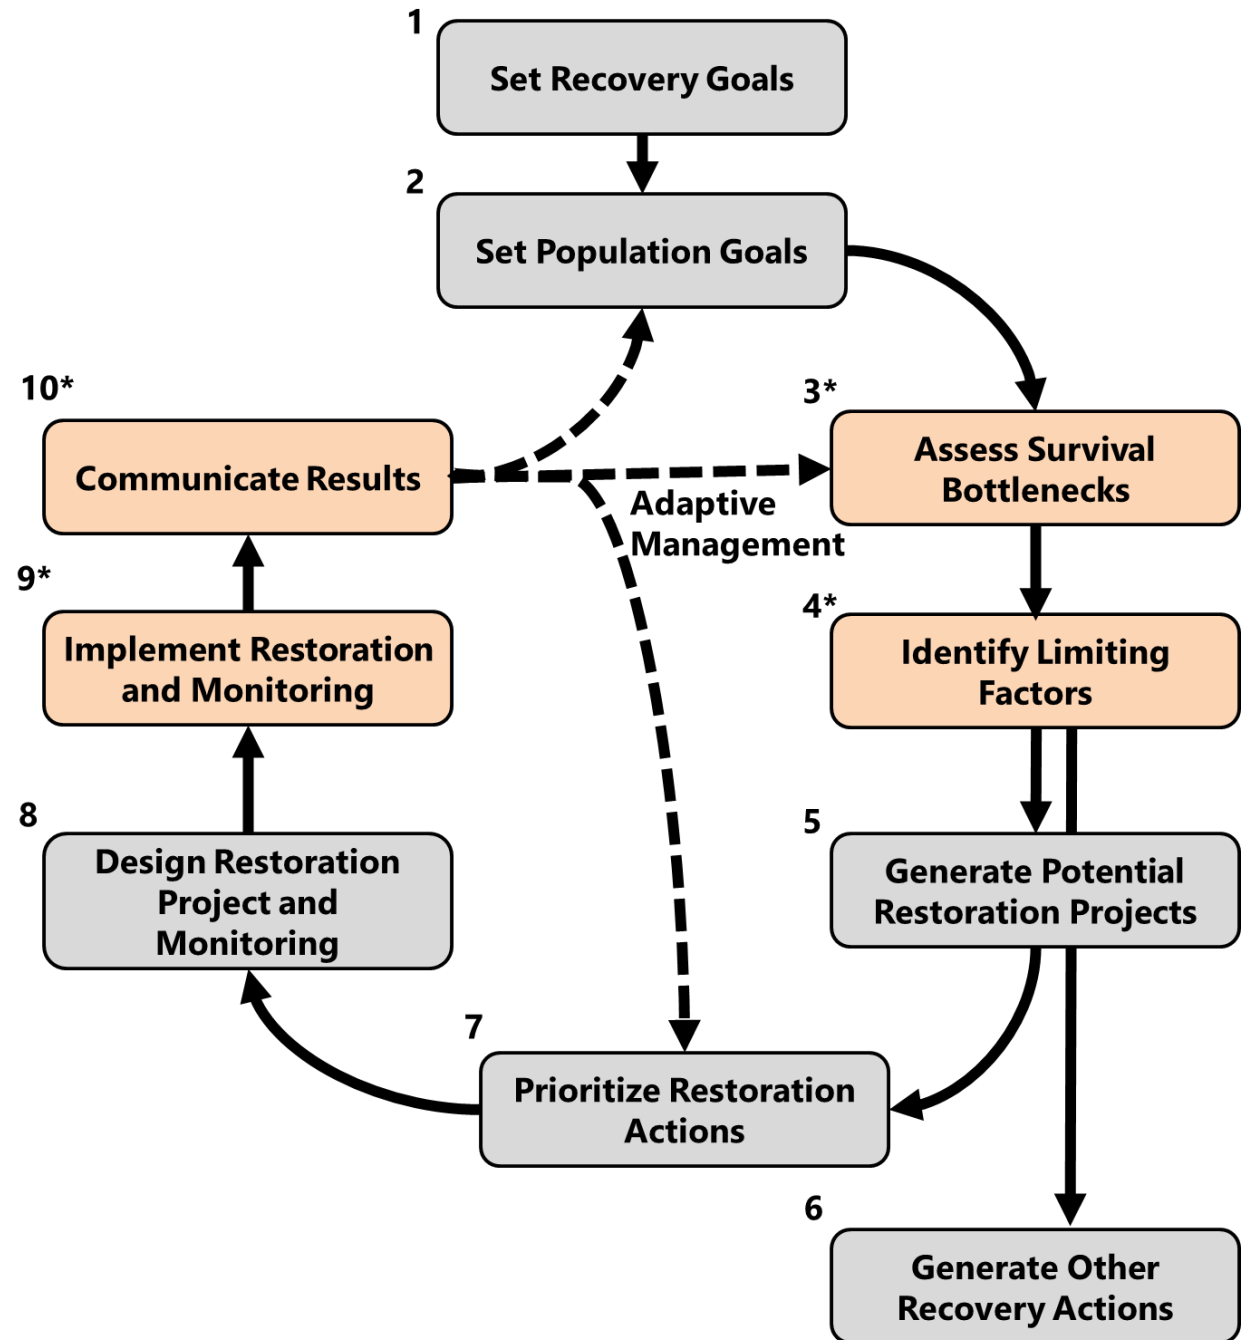 1
Set Recovery Goals
2
Set Population Goals
10*
Communicate Results
3*
Assess Survival
Bottlenecks
Adaptive
Management
9*
Implement Restoration
and Monitoring
4*
Identify Limiting
Factors
8
Design Restoration
Project and
Monitoring
5
Generate Potential
Restoration Projects
7
Prioritize Restoration
Actions
6
Generate Other
Recovery Actions